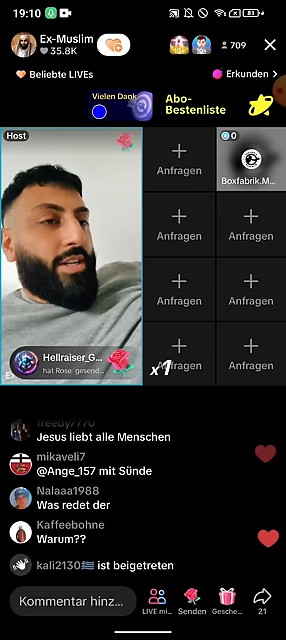 19:10
81
Ex-Muslim
35.8K
709
Beliebte LIVEs
Erkunden >
Vielen Dank
Abo-
Bestenliste
Host
Anfragen
0
Boxfabrik.M...
Anfragen
Anfragen
Anfragen
Anfragen
Hellraiser_G...
hat Rose gesend...
x1
Anfragen
Anfragen
freedy7770
Jesus liebt alle Menschen
mikaveli7
@Ange_157 mit Sünde
Nalaaa1988
Was redet der
Kaffeebohne
Warum??
kali2130🇬🇷 ist beigetreten
Kommentar hinz...
LIVE mi...
Senden
Gesche...
21